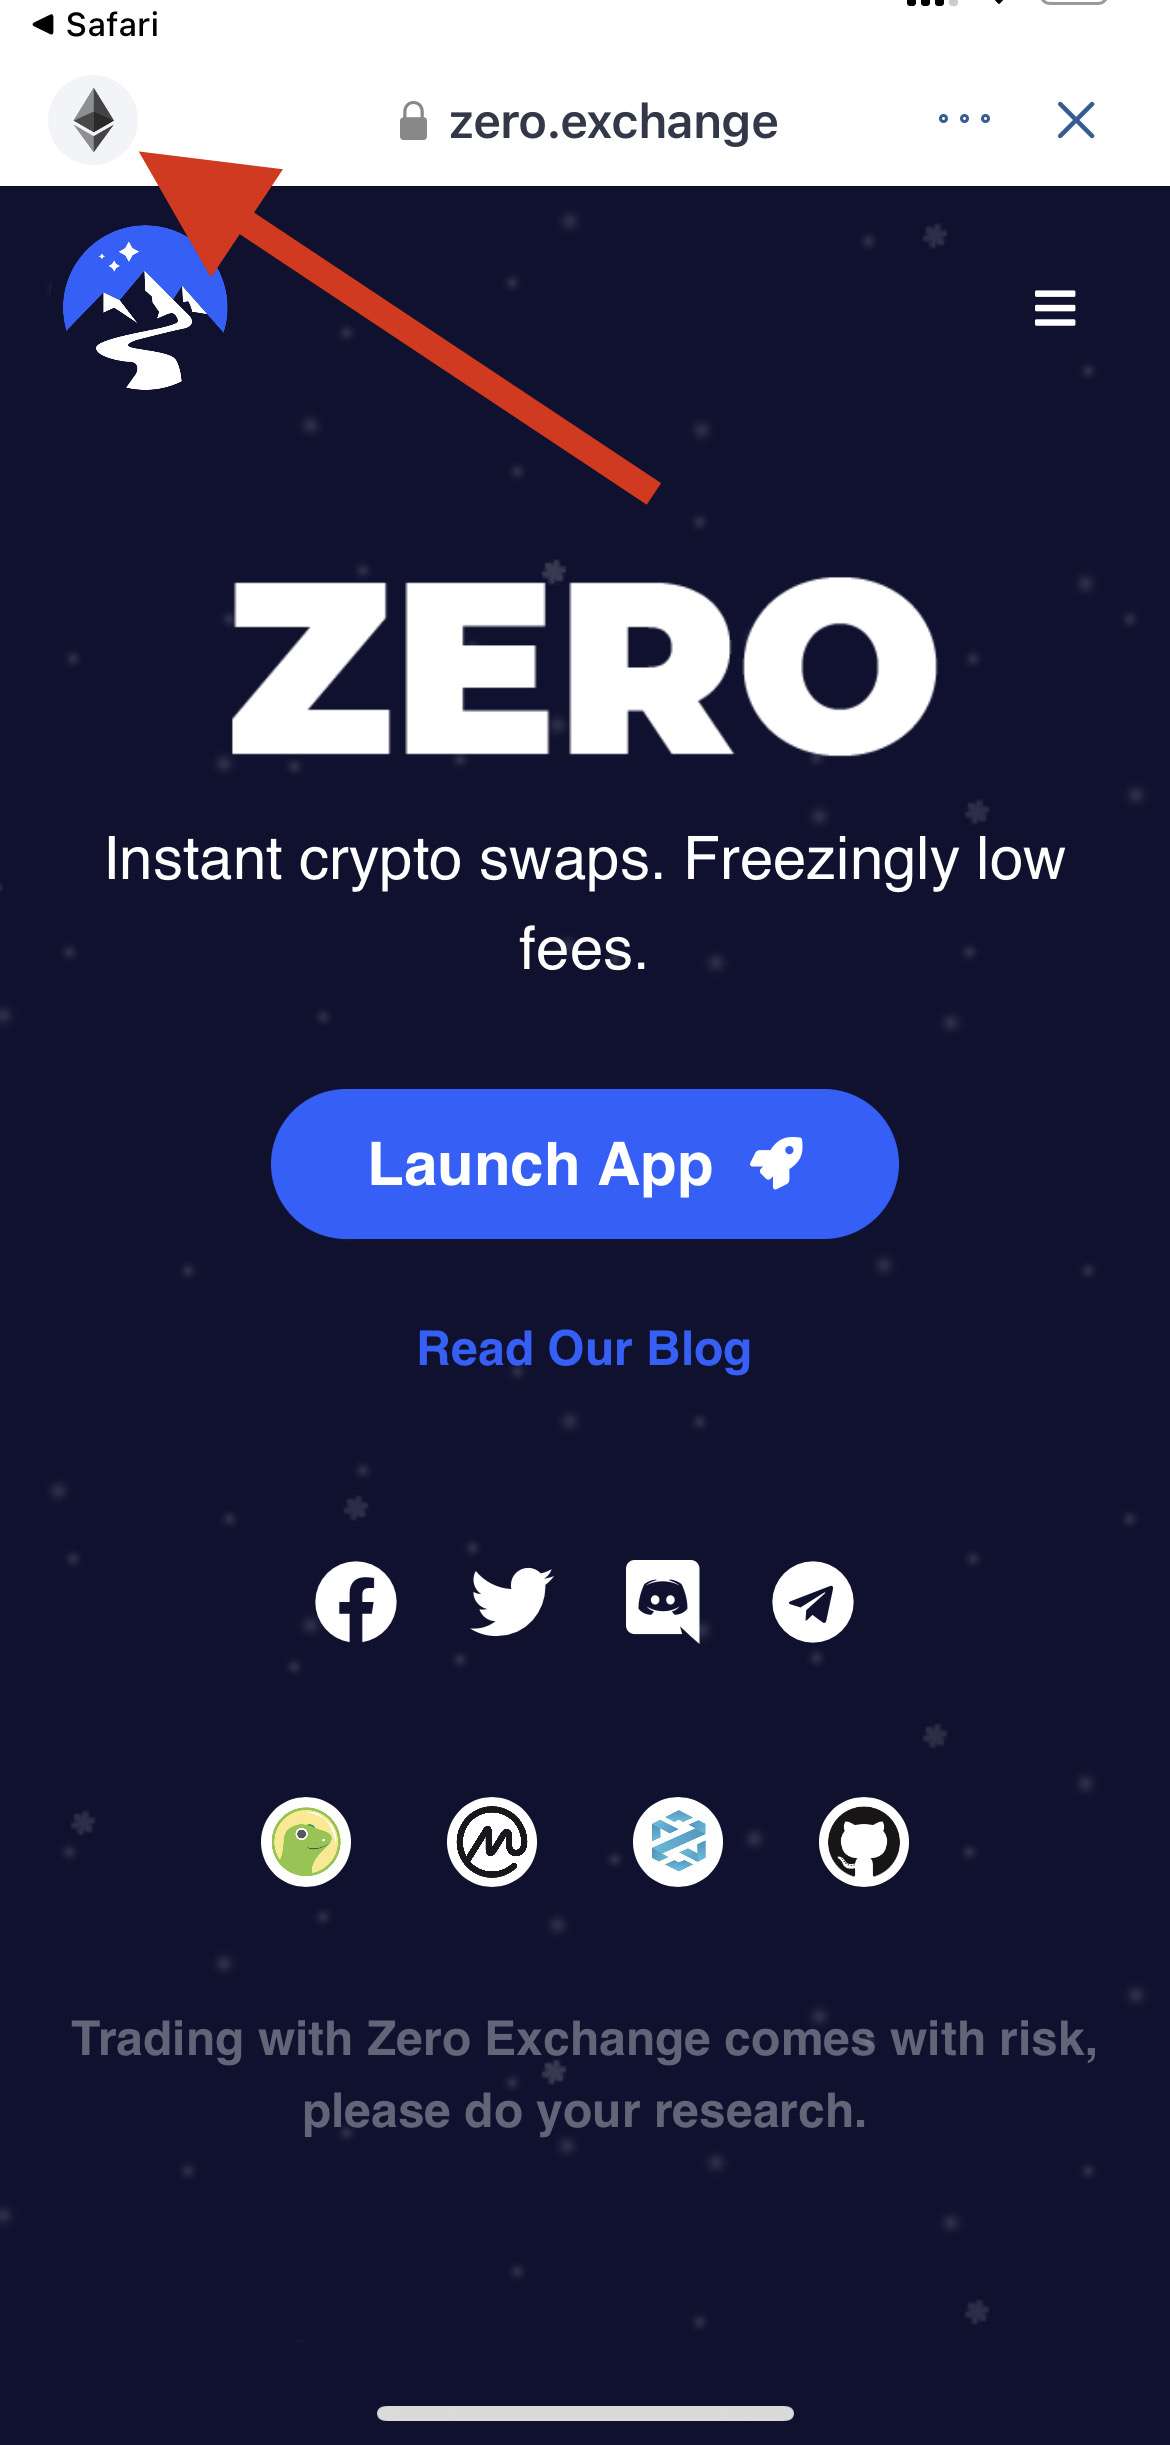 Safari
zero.exchange
ZERO
Instant crypto swaps. Freezingly low
fees.
Launch App
Read Our Blog
Trading with Zero Exchange comes with risk,
please do your research.